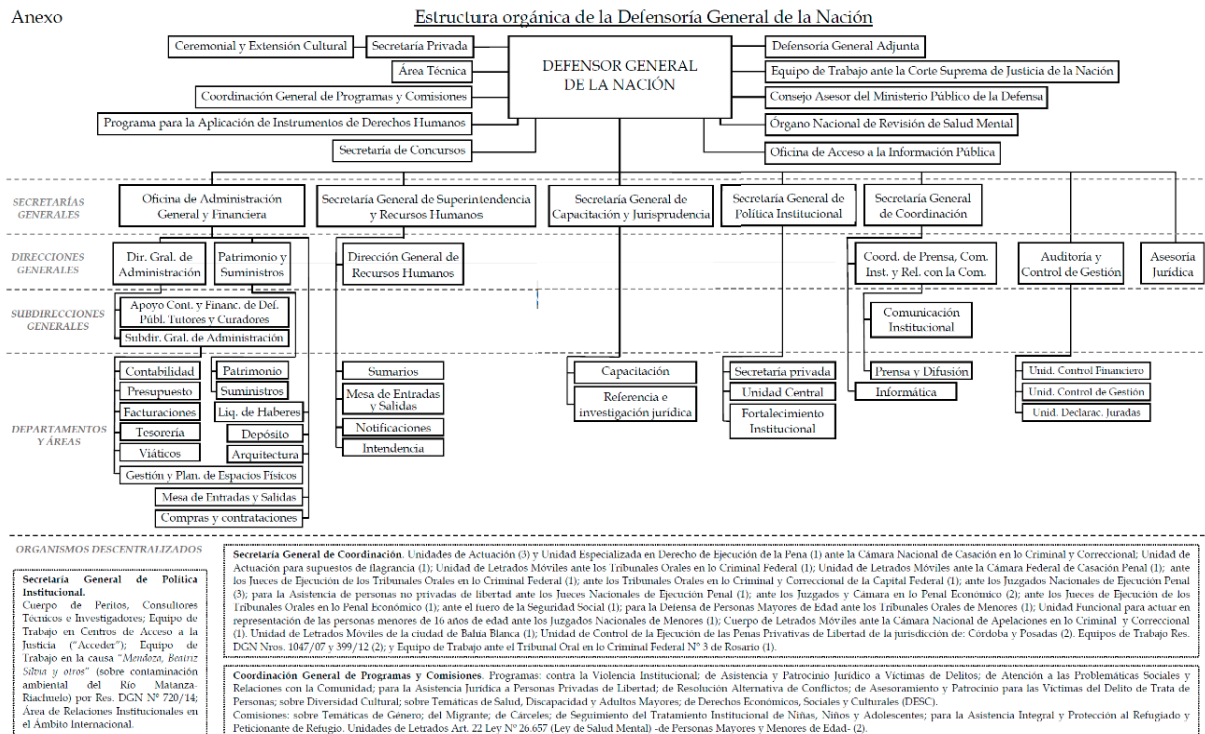 Anexo
Estructura orgánica de la Defensoría General de la Nación
Ceremonial y Extensión Cultural
Secretaría Privada
DEFENSOR GENERAL
DE LA NACIÓN
Defensoría General Adjunta
Área Técnica
Equipo de Trabajo ante la Corte Suprema de Justicia de la Nación
Coordinación General de Programas y Comisiones
Consejo Asesor del Ministerio Público de la Defensa
Programa para la Aplicación de Instrumentos de Derechos Humanos
Órgano Nacional de Revisión de Salud Mental
Secretaría de Concursos
Oficina de Acceso a la Información Pública
SECRETARÍAS
GENERALES
Oficina de Administración
General y Financiera
Secretaría General de Superintendencia
y Recursos Humanos
Secretaría General de
Capacitación y Jurisprudencia
Secretaría General de
Política Institucional
Secretaría General
de Coordinación
DIRECCIONES
GENERALES
Dir. Gral. de
Administración
Patrimonio y
Suministros
Dirección General de
Recursos Humanos
Coord. de Prensa, Com.
Inst. y Rel. con la Com.
Auditoría y
Control de Gestión
Asesoría
Jurídica
SUBDIRECCIONES
GENERALES
Apoyo Cont. y Financ. de Def.
Públ. Tutores y Curadores
Subdir. Gral. de Administración
Comunicación
Institucional
DEPARTAMENTOS
Y ÁREAS
Contabilidad
Presupuesto
Facturaciones
Tesorería
Viáticos
Gestión y Plan. de Espacios Físicos
Mesa de Entradas y Salidas
Compras y contrataciones
Patrimonio
Suministros
Liq. de Haberes
Depósito
Arquitectura
Sumarios
Mesa de Entradas
y Salidas
Notificaciones
Intendencia
Capacitación
Referencia e
investigación jurídica
Secretaría privada
Unidad Central
Fortalecimiento
Institucional
Prensa y Difusión
Informática
Unid. Control Financiero
Unid. Control de Gestión
Unid. Declarac. Juradas
ORGANISMOS DESCENTRALIZADOS
Secretaría General de Política
Institucional.
Cuerpo de Peritos, Consultores
Técnicos e Investigadores; Equipo de
Trabajo en Centros de Acceso a la
Justicia ("Acceder"); Equipo de
Trabajo en la causa "Mendoza, Beatriz
Silvia y otros" (sobre contaminación
ambiental del Río Matanza-
Riachuelo) por Res. DGN Nº 720/14;
Área de Relaciones Institucionales en
el Ámbito Internacional.
Secretaría General de Coordinación. Unidades de Actuación (3) y Unidad Especializada en Derecho de Ejecución de la Pena (1) ante la Cámara Nacional de Casación en lo Criminal y Correccional; Unidad de
Actuación para supuestos de flagrancia (1); Unidad de Letrados Móviles ante los Tribunales Orales en lo Criminal Federal (1); Unidad de Letrados Móviles ante la Cámara Federal de Casación Penal (1); ante
los Jueces de Ejecución de los Tribunales Orales en lo Criminal Federal (1); ante los Tribunales Orales en lo Criminal y Correccional de la Capital Federal (1); ante los Juzgados Nacionales de Ejecución Penal
(3); para la Asistencia de personas no privadas de libertad ante los Jueces Nacionales de Ejecución Penal (1); ante los Juzgados y Cámara en lo Penal Económico (2); ante los Jueces de Ejecución de los
Tribunales Orales en lo Penal Económico (1); ante el fuero de la Seguridad Social (1); para la Defensa de Personas Mayores de Edad ante los Tribunales Orales de Menores (1); Unidad Funcional para actuar en
representación de las personas menores de 16 años de edad ante los Juzgados Nacionales de Menores (1); Cuerpo de Letrados Móviles ante la Cámara Nacional de Apelaciones en lo Criminal y Correccional
(1). Unidad de Letrados Móviles de la ciudad de Bahía Blanca (1); Unidad de Control de la Ejecución de las Penas Privativas de Libertad de la jurisdicción de: Córdoba y Posadas (2). Equipos de Trabajo Res.
DGN Nros. 1047/07 y 399/12 (2); y Equipo de Trabajo ante el Tribunal Oral en lo Criminal Federal Nº 3 de Rosario (1).
Coordinación General de Programas y Comisiones. Programas: contra la Violencia Institucional; de Asistencia y Patrocinio Jurídico a Víctimas de Delitos; de Atención a las Problemáticas Sociales y
Relaciones con la Comunidad; para la Asistencia Jurídica a Personas Privadas de Libertad; de Resolución Alternativa de Conflictos; de Asesoramiento y Patrocinio para las Víctimas del Delito de Trata de
Personas; sobre Diversidad Cultural; sobre Temáticas de Salud, Discapacidad y Adultos Mayores; de Derechos Económicos, Sociales y Culturales (DESC).
Comisiones: sobre Temáticas de Género; del Migrante; de Cárceles; de Seguimiento del Tratamiento Institucional de Niñas, Niños y Adolescentes; para la Asistencia Integral y Protección al Refugiado y
Peticionante de Refugio. Unidades de Letrados Art. 22 Ley Nº 26.657 (Ley de Salud Mental) -de Personas Mayores y Menores de Edad- (2).